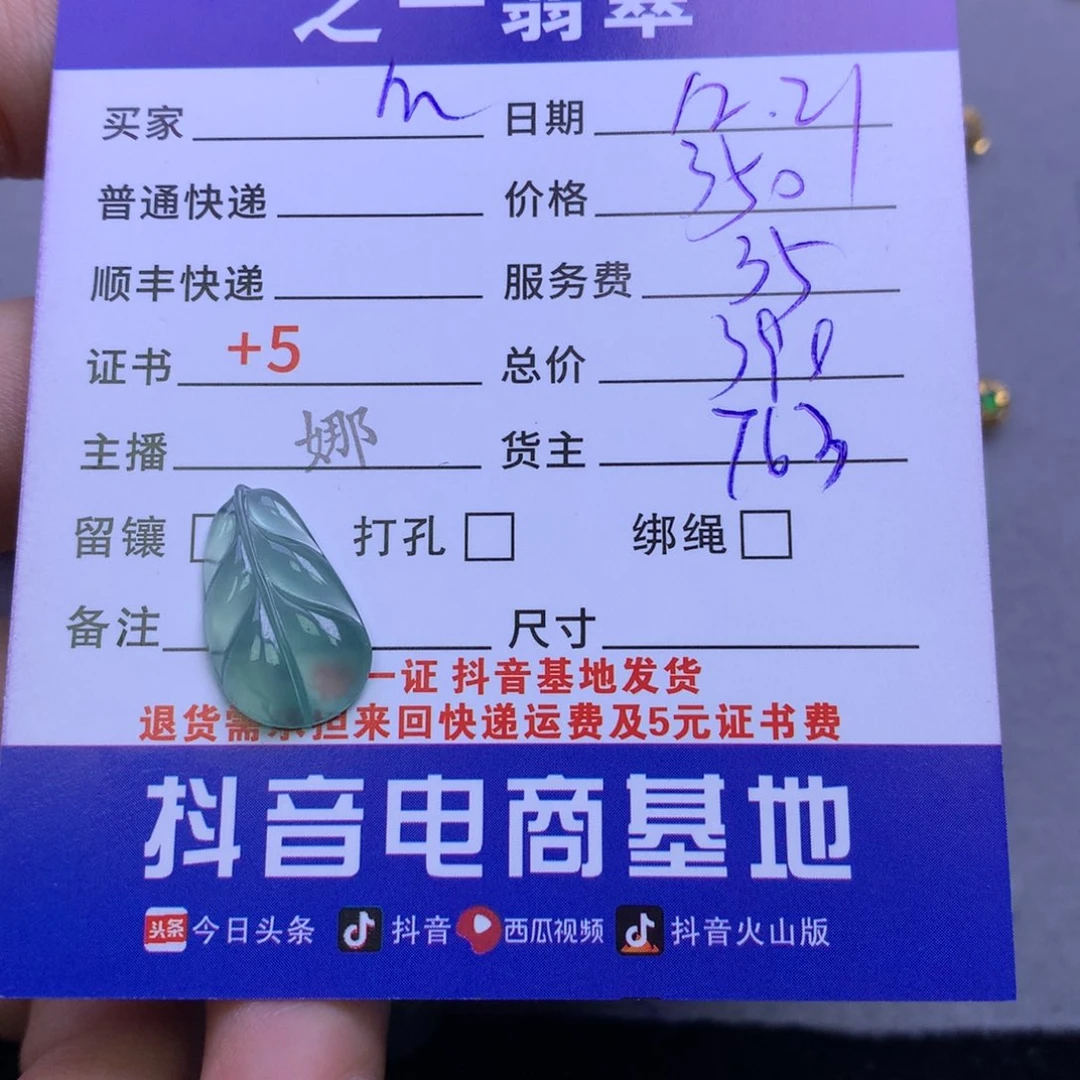 之一翡翠
买家 m 日期 12.21
普通快递 价格 350
顺丰快递 服务费 35
证书 +5 总价 390
主播 娜 货主 763
留镶 打孔 绑绳
备注 尺寸
一证 抖音基地发货
退货需承担来回快递运费及5元证书费
抖音电商基地
头条 今日头条 抖音 西瓜视频 抖音火山版